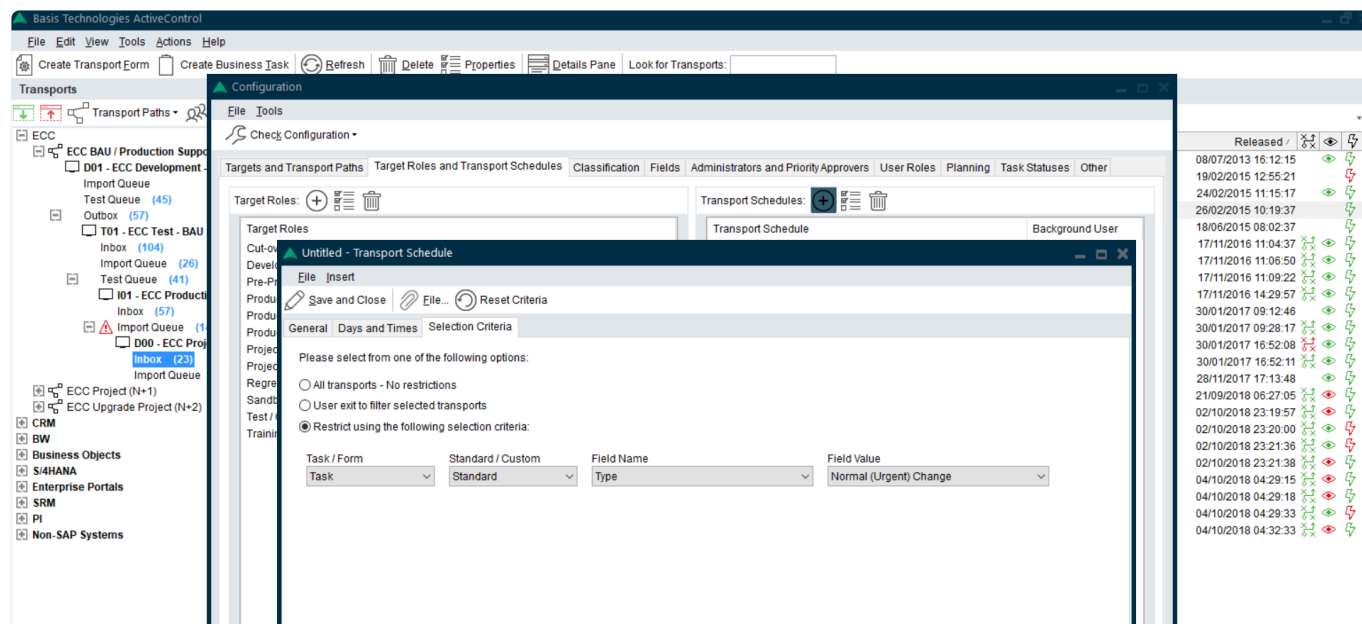 Basis Technologies ActiveControl
File Edit View Tools Actions Help
Create Transport Form Create Business Task Refresh Delete Properties Details Pane Look for Transports:
Transports
Transport Paths
ECC
ECC BAU / Production Suppo
D01 - ECC Development -
Import Queue
Test Queue (45)
Outbox (57)
T01 - ECC Test - BAU
Inbox (104)
Import Queue (26)
Test Queue (41)
I01 - ECC Producti
Inbox (57)
Import Queue (1
D00 - ECC Proj
Inbox (23)
Import Queue
ECC Project (N+1)
ECC Upgrade Project (N+2)
CRM
BW
Business Objects
S/4HANA
Enterprise Portals
SRM
PI
Non-SAP Systems
Configuration
File Tools
Check Configuration
Targets and Transport Paths Target Roles and Transport Schedules Classification Fields Administrators and Priority Approvers User Roles Planning Task Statuses Other
Target Roles: Transport Schedules:
Target Roles Transport Schedule Background User
Cut-ov
Develo
Pre-Pr
Produ
Produ
Produ
Projec
Projec
Regre
Sandb
Test / 
Trainin
Untitled - Transport Schedule
File Insert
Save and Close File... Reset Criteria
General Days and Times Selection Criteria
Please select from one of the following options:
All transports - No restrictions
User exit to filter selected transports
Restrict using the following selection criteria:
Task / Form Standard / Custom Field Name Field Value
Task Standard Type Normal (Urgent) Change
Released /
08/07/2013 16:12:15
19/02/2015 12:55:21
24/02/2015 11:15:17
26/02/2015 10:19:37
18/06/2015 08:02:37
17/11/2016 11:04:37
17/11/2016 11:06:50
17/11/2016 11:09:22
17/11/2016 14:29:57
30/01/2017 09:12:46
30/01/2017 09:28:17
30/01/2017 16:52:08
30/01/2017 16:52:11
28/11/2017 17:13:48
21/09/2018 06:27:05
02/10/2018 23:19:57
02/10/2018 23:20:00
02/10/2018 23:21:36
02/10/2018 23:21:38
04/10/2018 04:29:15
04/10/2018 04:29:18
04/10/2018 04:29:33
04/10/2018 04:32:33